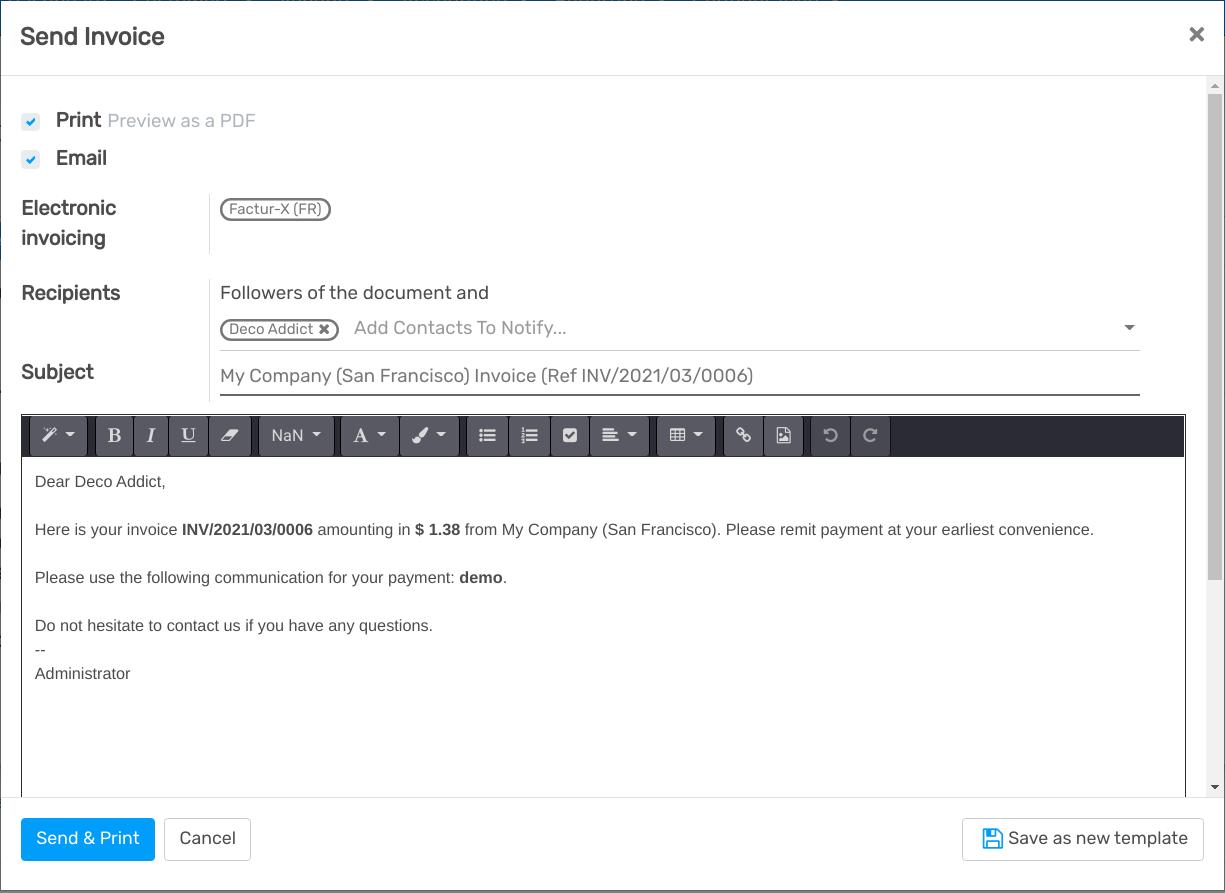 Send Invoice
Print Preview as a PDF
Email
Electronic
invoicing
Factur-X (FR)
Recipients
Followers of the document and
Deco Addict
Add Contacts To Notify...
Subject
My Company (San Francisco) Invoice (Ref INV/2021/03/0006)
B I U NaN A
Dear Deco Addict,
Here is your invoice INV/2021/03/0006 amounting in $ 1.38 from My Company (San Francisco). Please remit payment at your earliest convenience.
Please use the following communication for your payment: demo.
Do not hesitate to contact us if you have any questions.
--
Administrator
Send & Print
Cancel
Save as new template